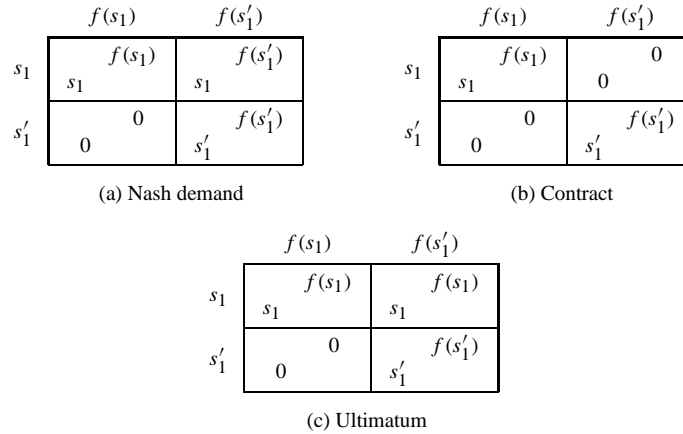 f(s₁) f(s₁′)
f(s₁) f(s₁′)
s₁ s₁
0 f(s₁′)
0 s₁′
s₁
s₁′
(a) Nash demand
f(s₁) f(s₁′)
f(s₁) 0
s₁ 0
0 f(s₁′)
0 s₁′
s₁
s₁′
(b) Contract
f(s₁) f(s₁′)
f(s₁) f(s₁)
s₁ s₁
0 f(s₁′)
0 s₁′
s₁
s₁′
(c) Ultimatum